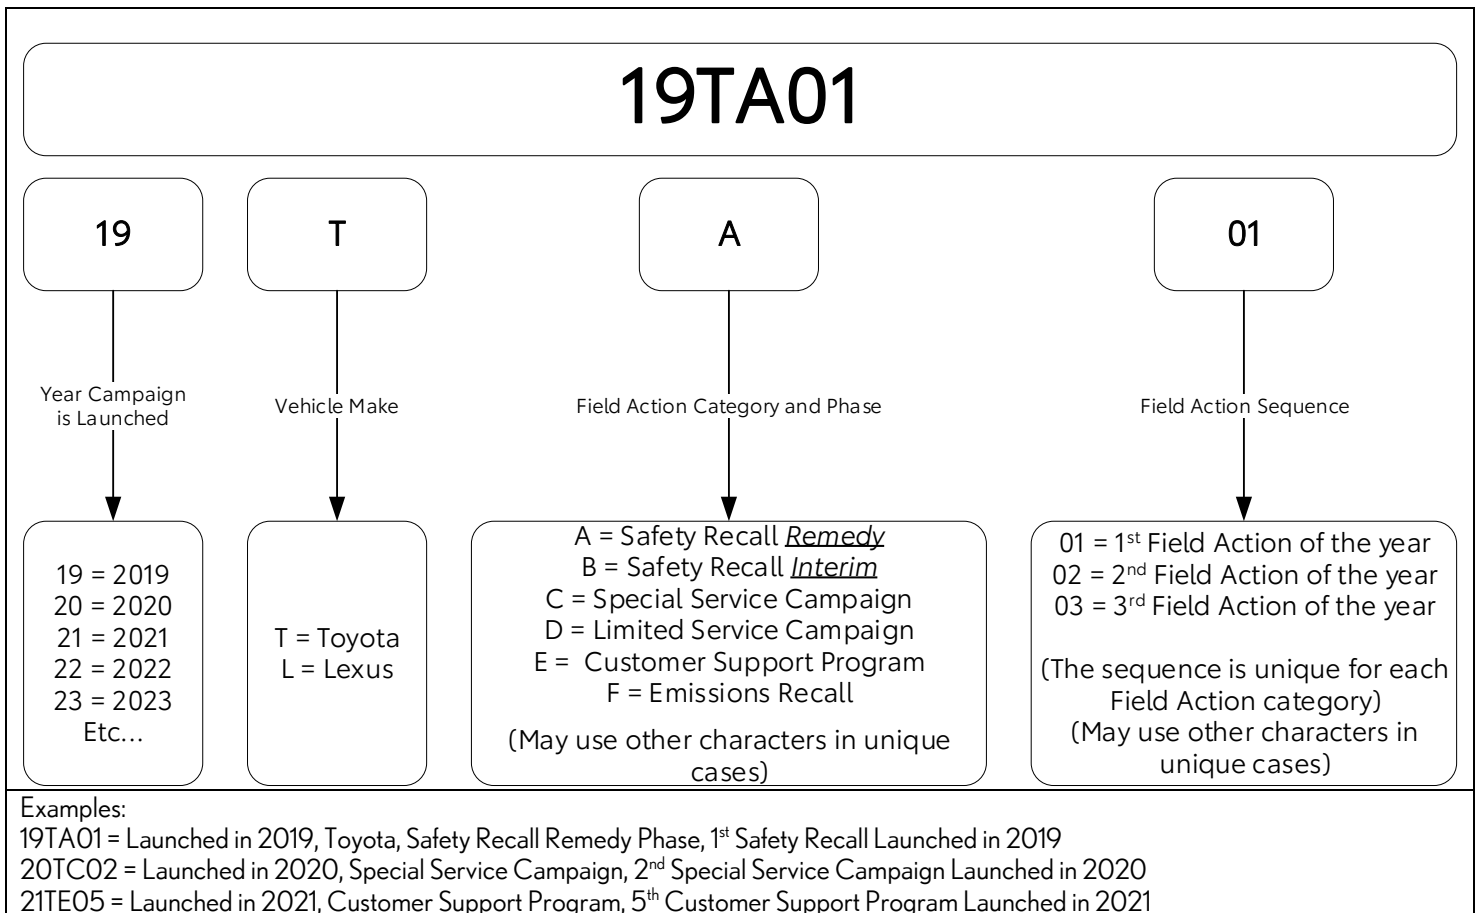 19TA01
19
T
A
01
Year Campaign
is Launched
Vehicle Make
Field Action Category and Phase
Field Action Sequence
19 = 2019
20 = 2020
21 = 2021
22 = 2022
23 = 2023
Etc...
T = Toyota
L = Lexus
A = Safety Recall Remedy
B = Safety Recall Interim
C = Special Service Campaign
D = Limited Service Campaign
E =  Customer Support Program
F = Emissions Recall
(May use other characters in unique
cases)
01 = 1st Field Action of the year
02 = 2nd Field Action of the year
03 = 3rd Field Action of the year
(The sequence is unique for each
Field Action category)
(May use other characters in
unique cases)
Examples:
19TA01 = Launched in 2019, Toyota, Safety Recall Remedy Phase, 1st Safety Recall Launched in 2019
20TC02 = Launched in 2020, Special Service Campaign, 2nd Special Service Campaign Launched in 2020
21TE05 = Launched in 2021, Customer Support Program, 5th Customer Support Program Launched in 2021